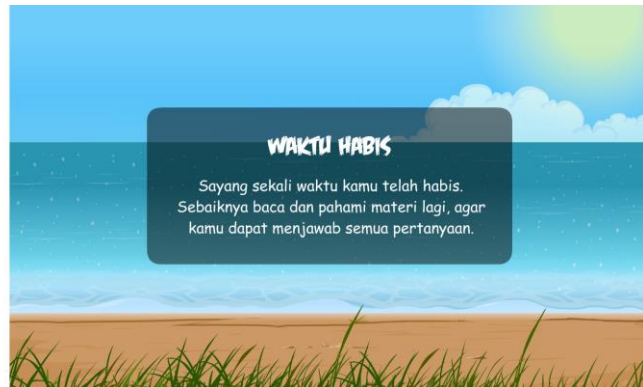 WAKTU HABIS
Sayang sekali waktu kamu telah habis.
Sebaiknya baca dan pahami materi lagi, agar
kamu dapat menjawab semua pertanyaan.